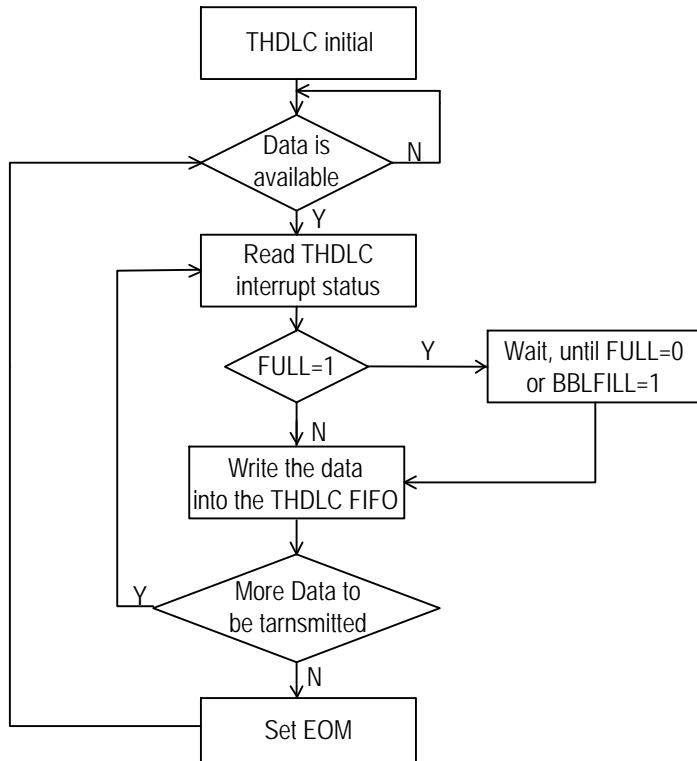 THDLC initial
Data is
available
N
Y
Read THDLC
interrupt status
FULL=1
Y
Wait, until FULL=0
or BBLFILL=1
N
Write the data
into the THDLC FIFO
More Data to
be tarnsmitted
Y
N
Set EOM